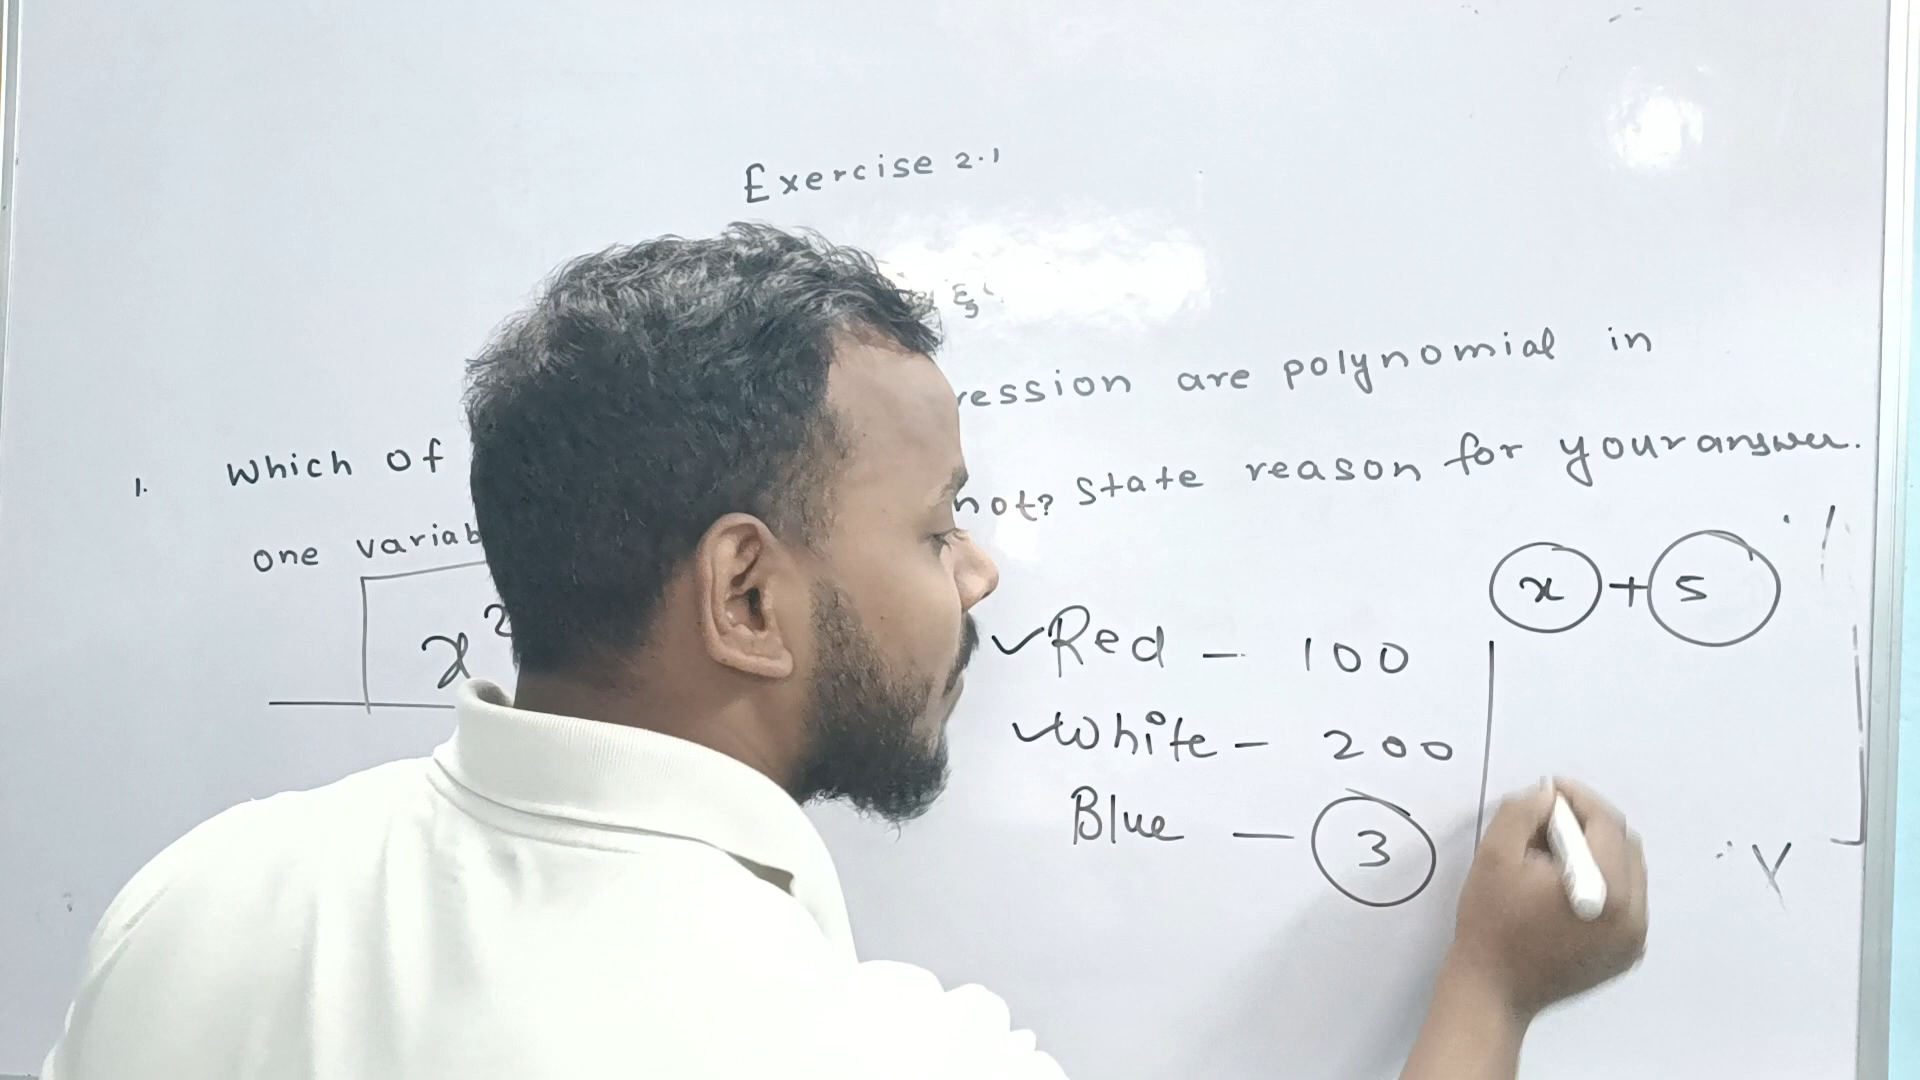 Exercise 2.1
1. Which of ression are polynomial in
one variab not? State reason for your answer.
x + 5
x²
Red - 100
White - 200
Blue - 3